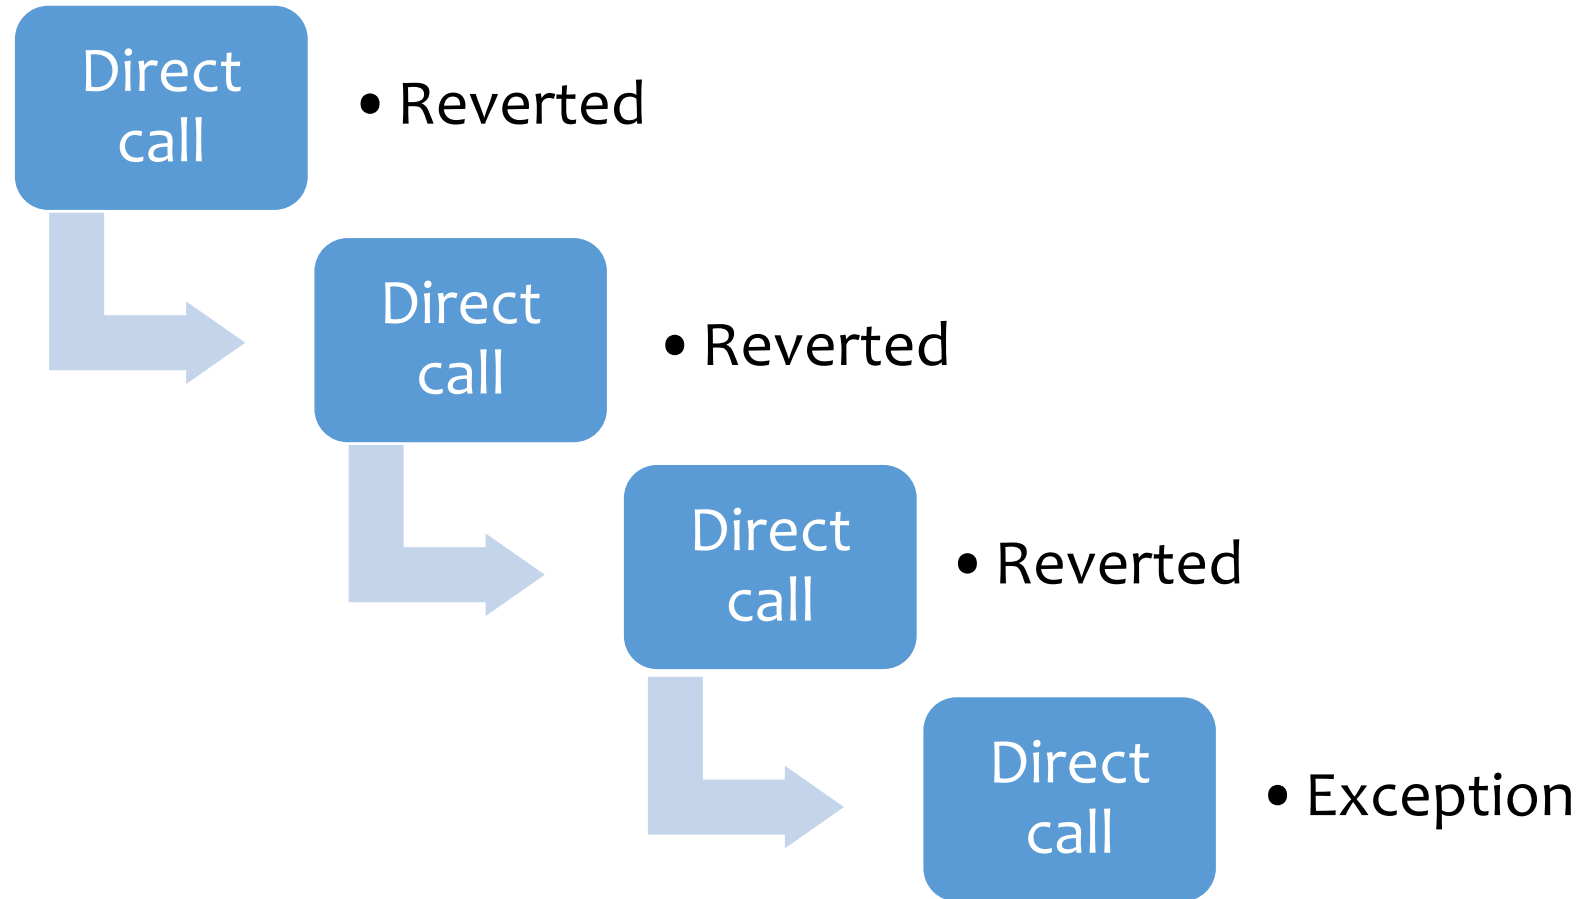 Direct
call
• Reverted
Direct
call
• Reverted
Direct
call
• Reverted
Direct
call
• Exception